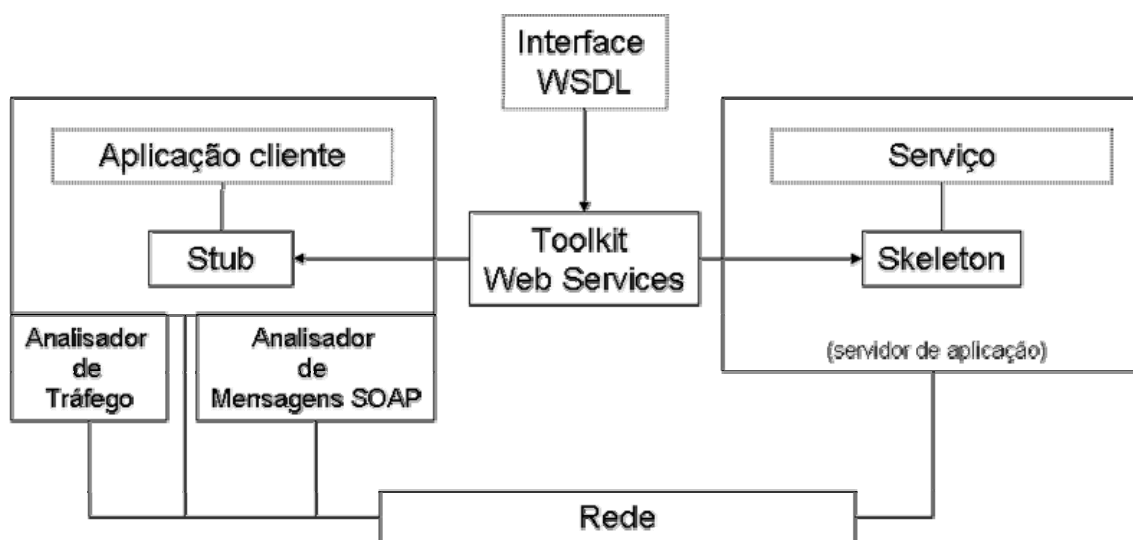 Interface
WSDL
Aplicação cliente
Serviço
Stub
Toolkit
Web Services
Skeleton
Analisador
de
Tráfego
Analisador
de
Mensagens SOAP
(servidor de aplicação)
Rede